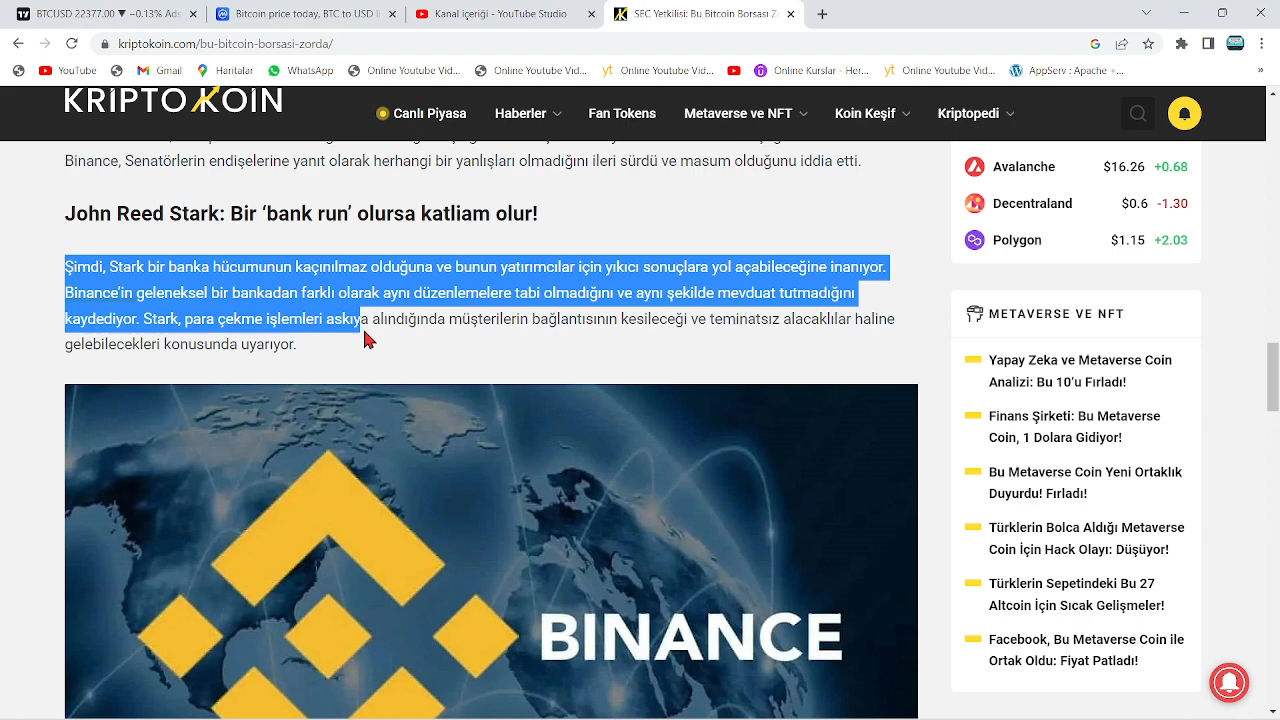 BTCUSD 22377.00 ▼ −0.13% Ads
Bitcoin price today, BTC to USD li
Kanal içeriği - YouTube Studio
SEC Yetkilisi: Bu Bitcoin Borsası Z
kriptokoin.com/bu-bitcoin-borsasi-zorda/
YouTube
Gmail
Haritalar
WhatsApp
Online Youtube Vid...
Online Youtube Vid...
Online Youtube Vid...
Online Kurslar - Her...
Online Youtube Vid...
AppServ : Apache +...
»
KRIPTOKOIN
Canlı Piyasa
Haberler
Fan Tokens
Metaverse ve NFT
Koin Keşif
Kriptopedi
Binance, Senatörlerin endişelerine yanıt olarak herhangi bir yanlışları olmadığını ileri sürdü ve masum olduğunu iddia etti.
John Reed Stark: Bir ‘bank run’ olursa katliam olur!
Şimdi, Stark bir banka hücumunun kaçınılmaz olduğuna ve bunun yatırımcılar için yıkıcı sonuçlara yol açabileceğine inanıyor.
Binance’in geleneksel bir bankadan farklı olarak aynı düzenlemelere tabi olmadığını ve aynı şekilde mevduat tutmadığını
kaydediyor. Stark, para çekme işlemleri askıya alındığında müşterilerin bağlantısının kesileceği ve teminatsız alacaklılar haline
gelebilecekleri konusunda uyarıyor.
BINANCE
Avalanche $16.26 +0.68
Decentraland $0.6 -1.30
Polygon $1.15 +2.03
METAVERSE VE NFT
Yapay Zeka ve Metaverse Coin
Analizi: Bu 10’u Fırladı!
Finans Şirketi: Bu Metaverse
Coin, 1 Dolara Gidiyor!
Bu Metaverse Coin Yeni Ortaklık
Duyurdu! Fırladı!
Türklerin Bolca Aldığı Metaverse
Coin İçin Hack Olayı: Düşüyor!
Türklerin Sepetindeki Bu 27
Altcoin İçin Sıcak Gelişmeler!
Facebook, Bu Metaverse Coin ile
Ortak Oldu: Fiyat Patladı!